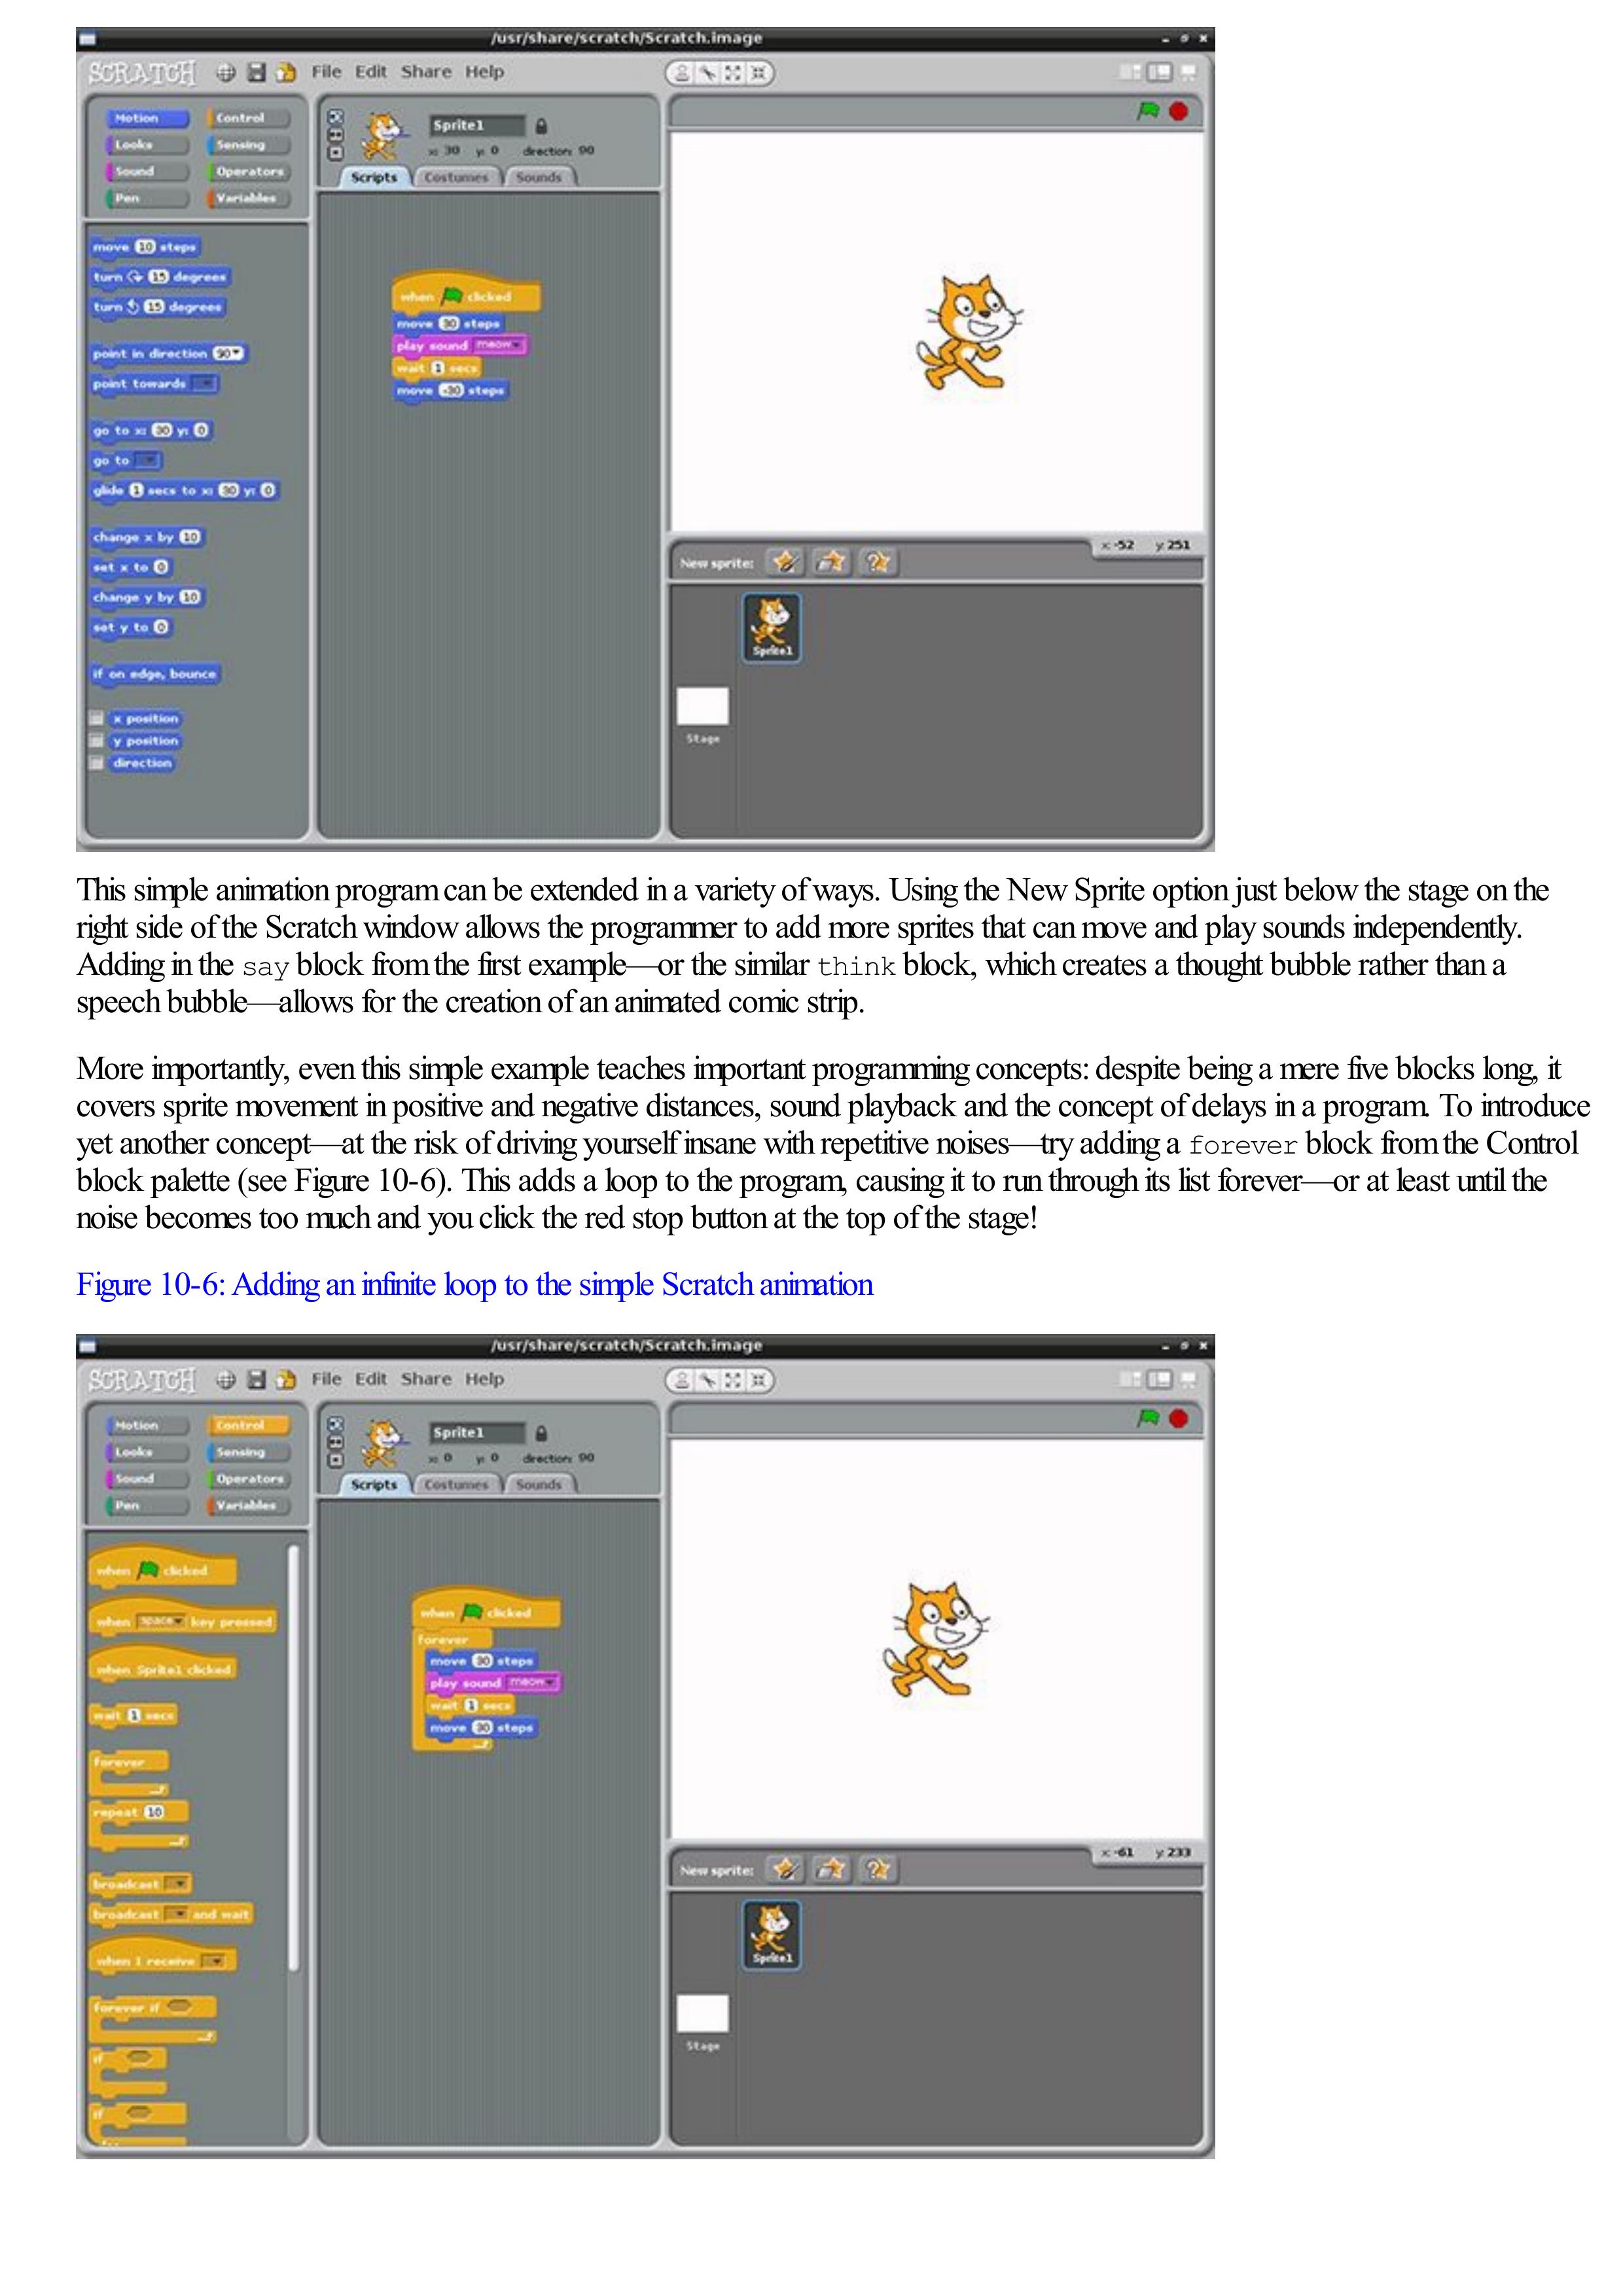 /usr/share/scratch/Scratch.image
SCRATCH File Edit Share Help
Motion Control
Looks Sensing
Sound Operators
Pen Variables
Sprite1
x: 30 y: 0 direction: 90
Scripts Costumes Sounds
move 10 steps
turn 15 degrees
turn 15 degrees
point in direction 90
point towards
go to x: 30 y: 0
go to
glide 1 secs to x: 30 y: 0
change x by 10
set x to 0
change y by 10
set y to 0
if on edge, bounce
x position
y position
direction
when clicked
move 30 steps
play sound meow
wait 1 secs
move -30 steps
x: -52 y: 251
New sprite:
Sprite1
Stage
This simple animation program can be extended in a variety of ways. Using the New Sprite option just below the stage on the
right side of the Scratch window allows the programmer to add more sprites that can move and play sounds independently.
Adding in the say block from the first example—or the similar think block, which creates a thought bubble rather than a
speech bubble—allows for the creation of an animated comic strip.
More importantly, even this simple example teaches important programming concepts: despite being a mere five blocks long, it
covers sprite movement in positive and negative distances, sound playback and the concept of delays in a program. To introduce
yet another concept—at the risk of driving yourself insane with repetitive noises—try adding a forever block from the Control
block palette (see Figure 10-6). This adds a loop to the program, causing it to run through its list forever—or at least until the
noise becomes too much and you click the red stop button at the top of the stage!
Figure 10-6: Adding an infinite loop to the simple Scratch animation
/usr/share/scratch/Scratch.image
SCRATCH File Edit Share Help
Motion Control
Looks Sensing
Sound Operators
Pen Variables
Sprite1
x: 0 y: 0 direction: 90
Scripts Costumes Sounds
when clicked
when space key pressed
when Sprite1 clicked
wait 1 secs
forever
repeat 10
broadcast
broadcast and wait
when I receive
forever if
if
if
when clicked
forever
move 30 steps
play sound meow
wait 1 secs
move 30 steps
x: -61 y: 233
New sprite:
Sprite1
Stage